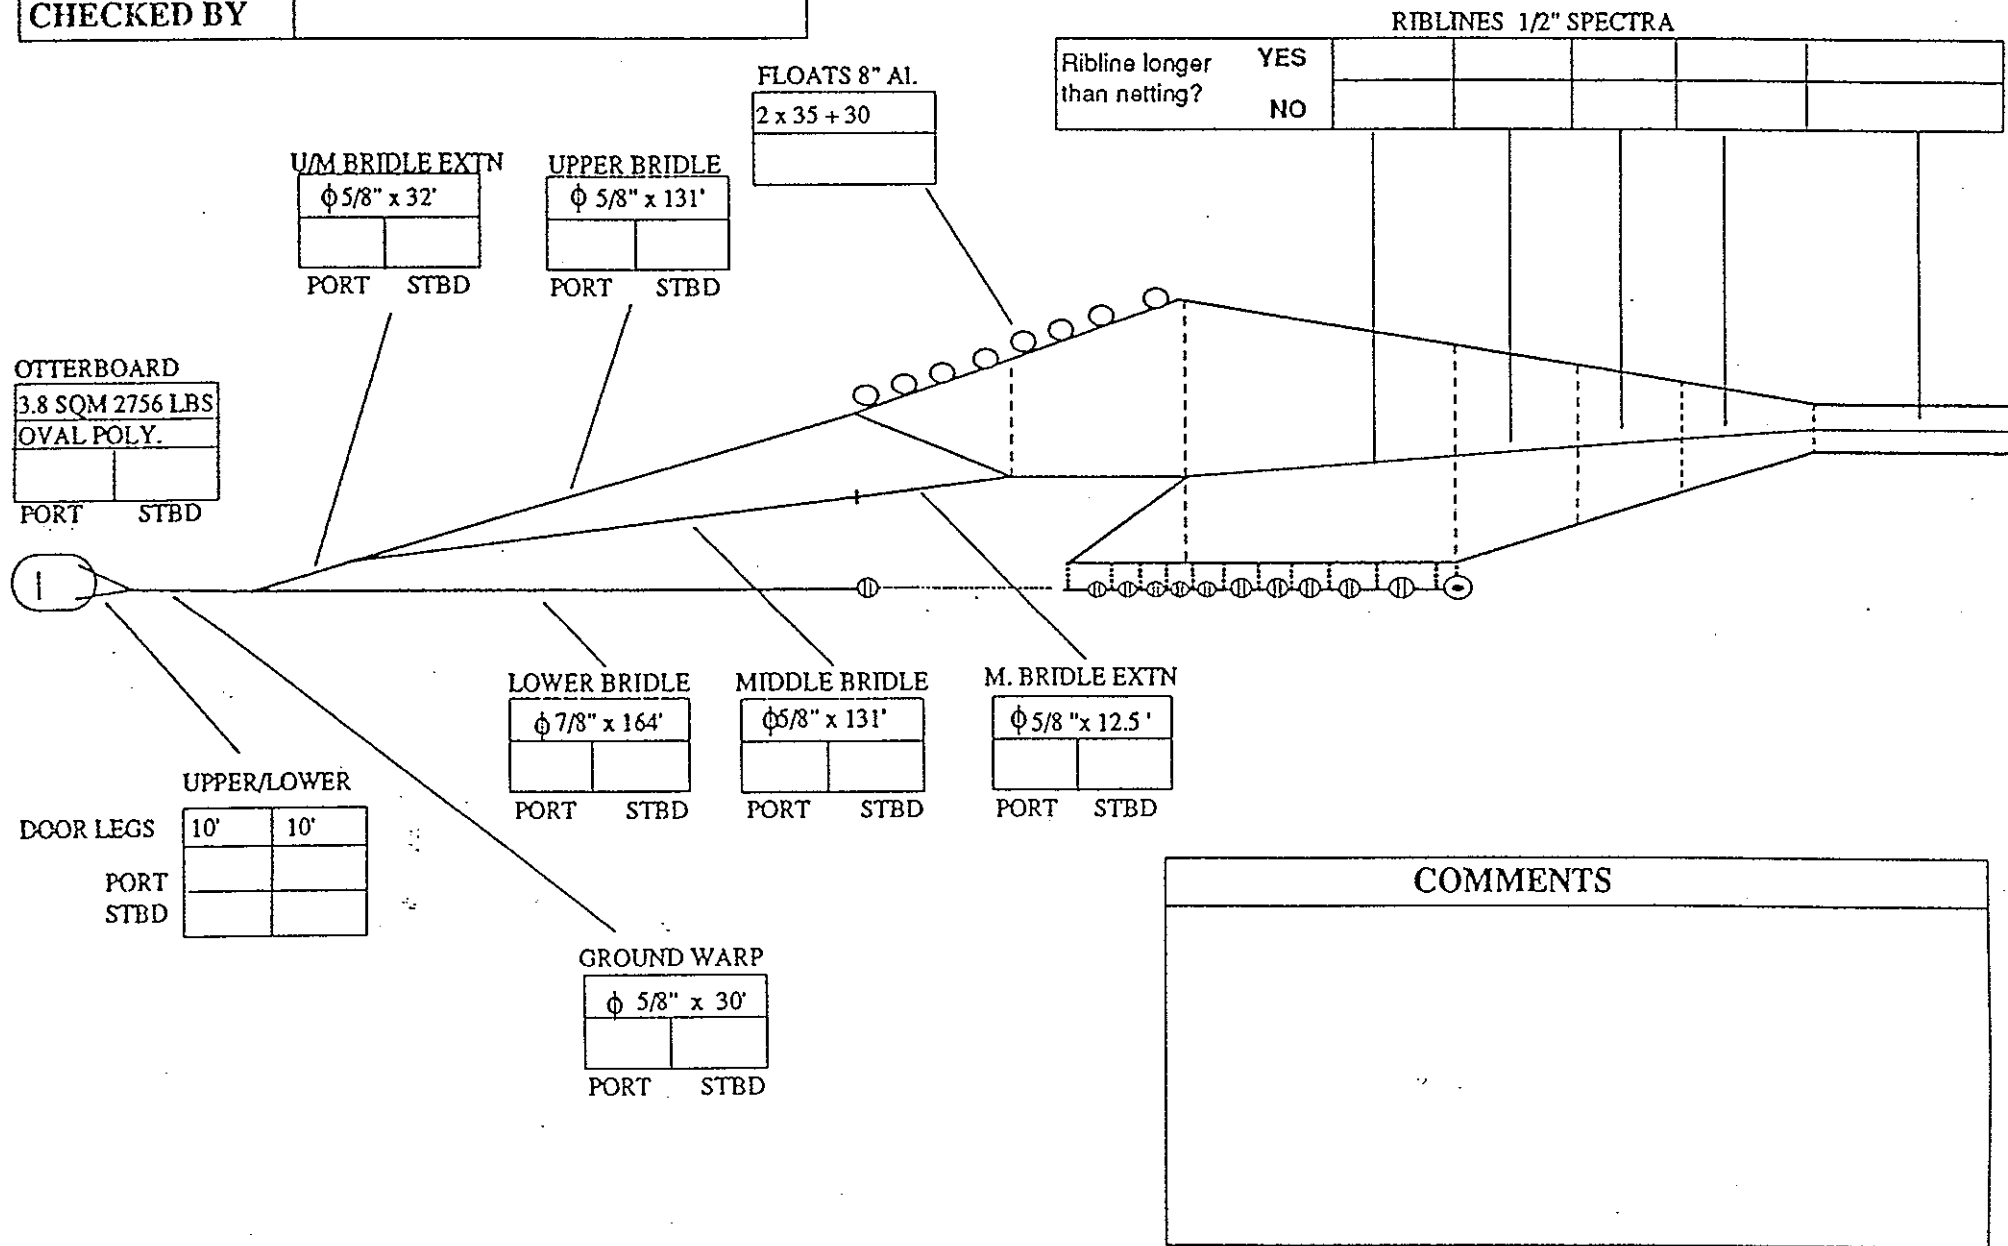 CHECKED BY
RIBLINES 1/2" SPECTRA
Ribline longer YES
than netting?
NO
FLOATS 8" Al.
2 x 35 + 30
U/M BRIDLE EXTN
ϕ 5/8" x 32'
PORT STBD
UPPER BRIDLE
ϕ 5/8" x 131'
PORT STBD
OTTERBOARD
3.8 SQM 2756 LBS
OVAL POLY.
PORT STBD
LOWER BRIDLE
ϕ 7/8" x 164'
PORT STBD
MIDDLE BRIDLE
ϕ5/8" x 131'
PORT STBD
M. BRIDLE EXTN
ϕ 5/8 "x 12.5 '
PORT STBD
UPPER/LOWER
DOOR LEGS 10' 10'
PORT
STBD
GROUND WARP
ϕ 5/8" x 30'
PORT STBD
COMMENTS